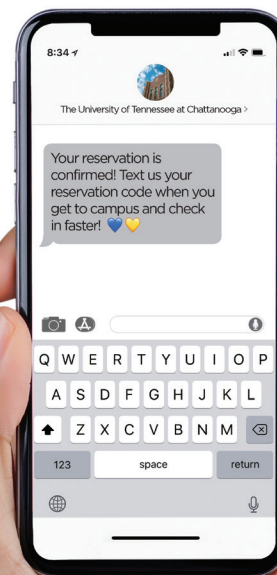 8:34
The University of Tennessee at Chattanooga >
Your reservation is
confirmed! Text us your
reservation code when you
get to campus and check
in faster! 💙💛
Q W E R T Y U I O P
A S D F G H J K L
Z X C V B N M
123 space return